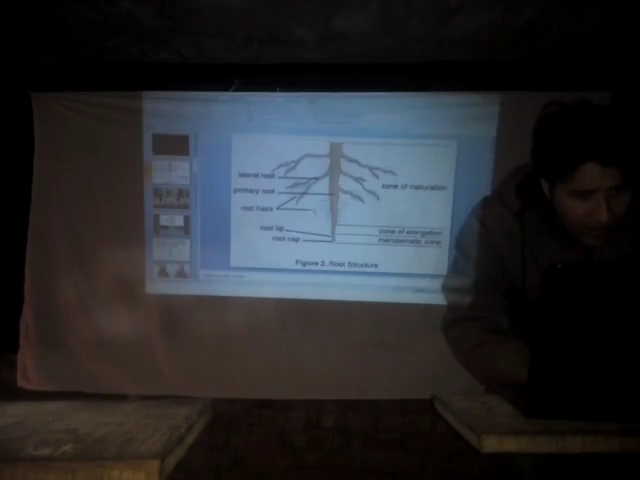 lateral root
primary root
zone of maturation
root hairs
root tip
zone of elongation
root cap
meristematic zone
Figure 2. Root Structure